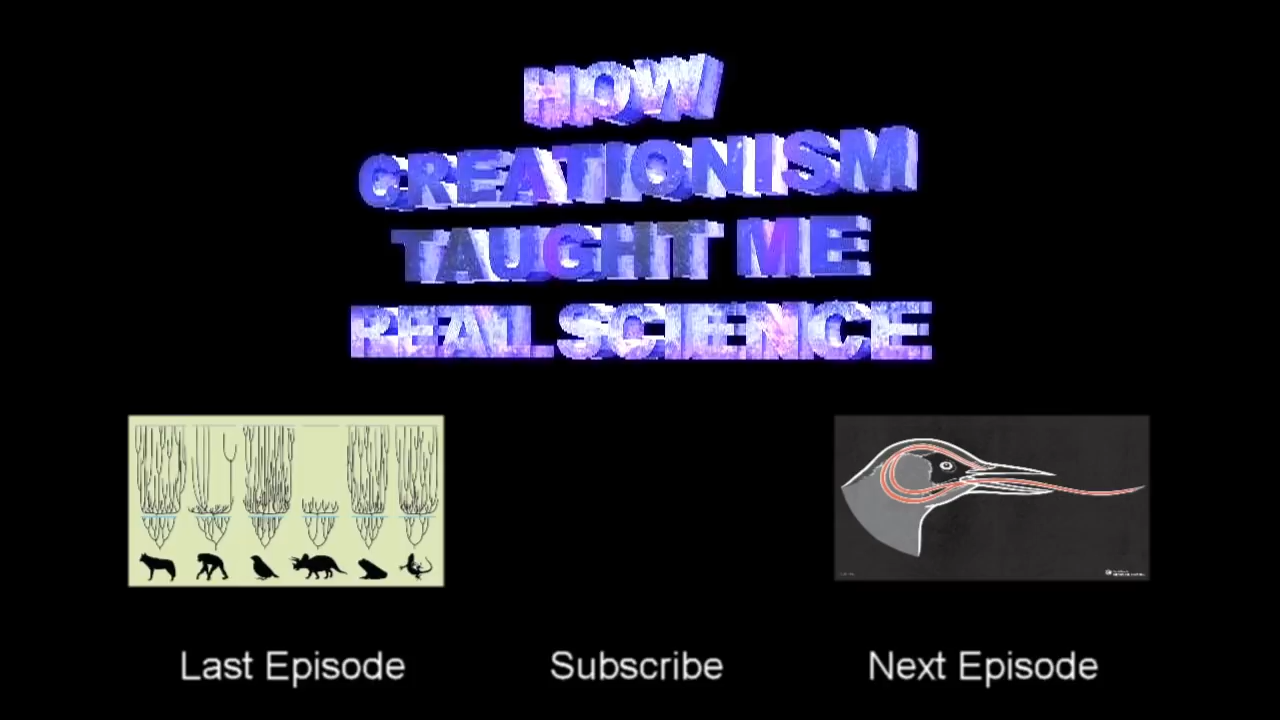 HOW
CREATIONISM
TAUGHT ME
REAL SCIENCE
Last Episode
Subscribe
Next Episode